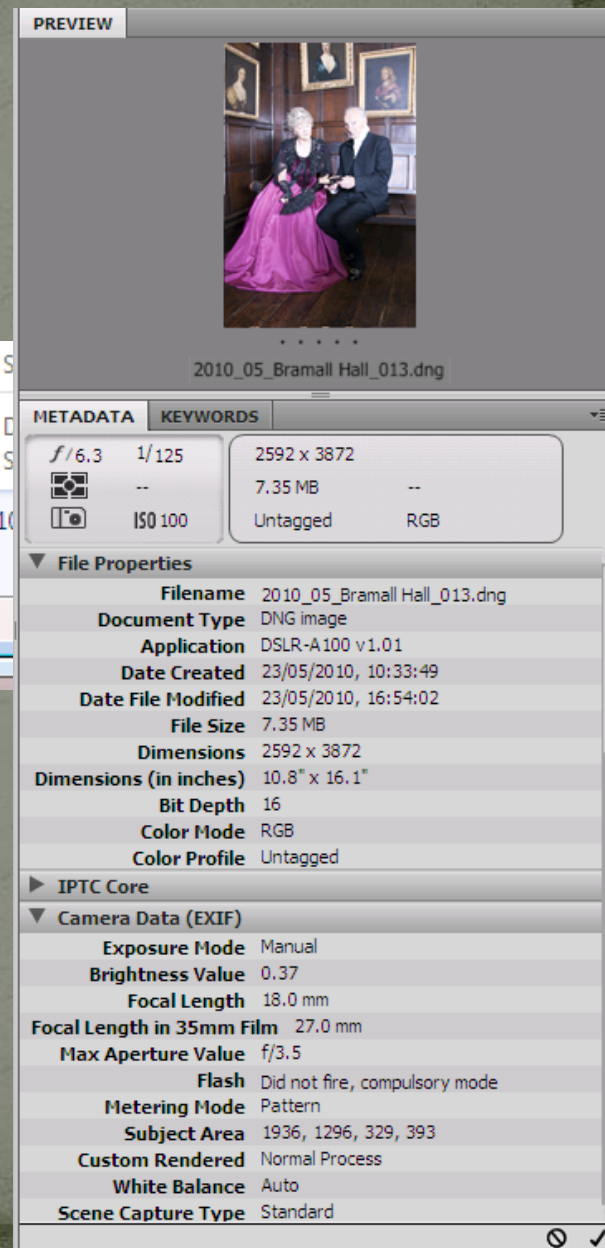 PREVIEW
2010_05_Bramall Hall_013.dng
METADATA KEYWORDS
f/6.3 1/125 2592 x 3872
-- 7.35 MB --
ISO 100 Untagged RGB
File Properties
Filename 2010_05_Bramall Hall_013.dng
Document Type DNG image
Application DSLR-A100 v1.01
Date Created 23/05/2010, 10:33:49
Date File Modified 23/05/2010, 16:54:02
File Size 7.35 MB
Dimensions 2592 x 3872
Dimensions (in inches) 10.8" x 16.1"
Bit Depth 16
Color Mode RGB
Color Profile Untagged
IPTC Core
Camera Data (EXIF)
Exposure Mode Manual
Brightness Value 0.37
Focal Length 18.0 mm
Focal Length in 35mm Film 27.0 mm
Max Aperture Value f/3.5
Flash Did not fire, compulsory mode
Metering Mode Pattern
Subject Area 1936, 1296, 329, 393
Custom Rendered Normal Process
White Balance Auto
Scene Capture Type Standard